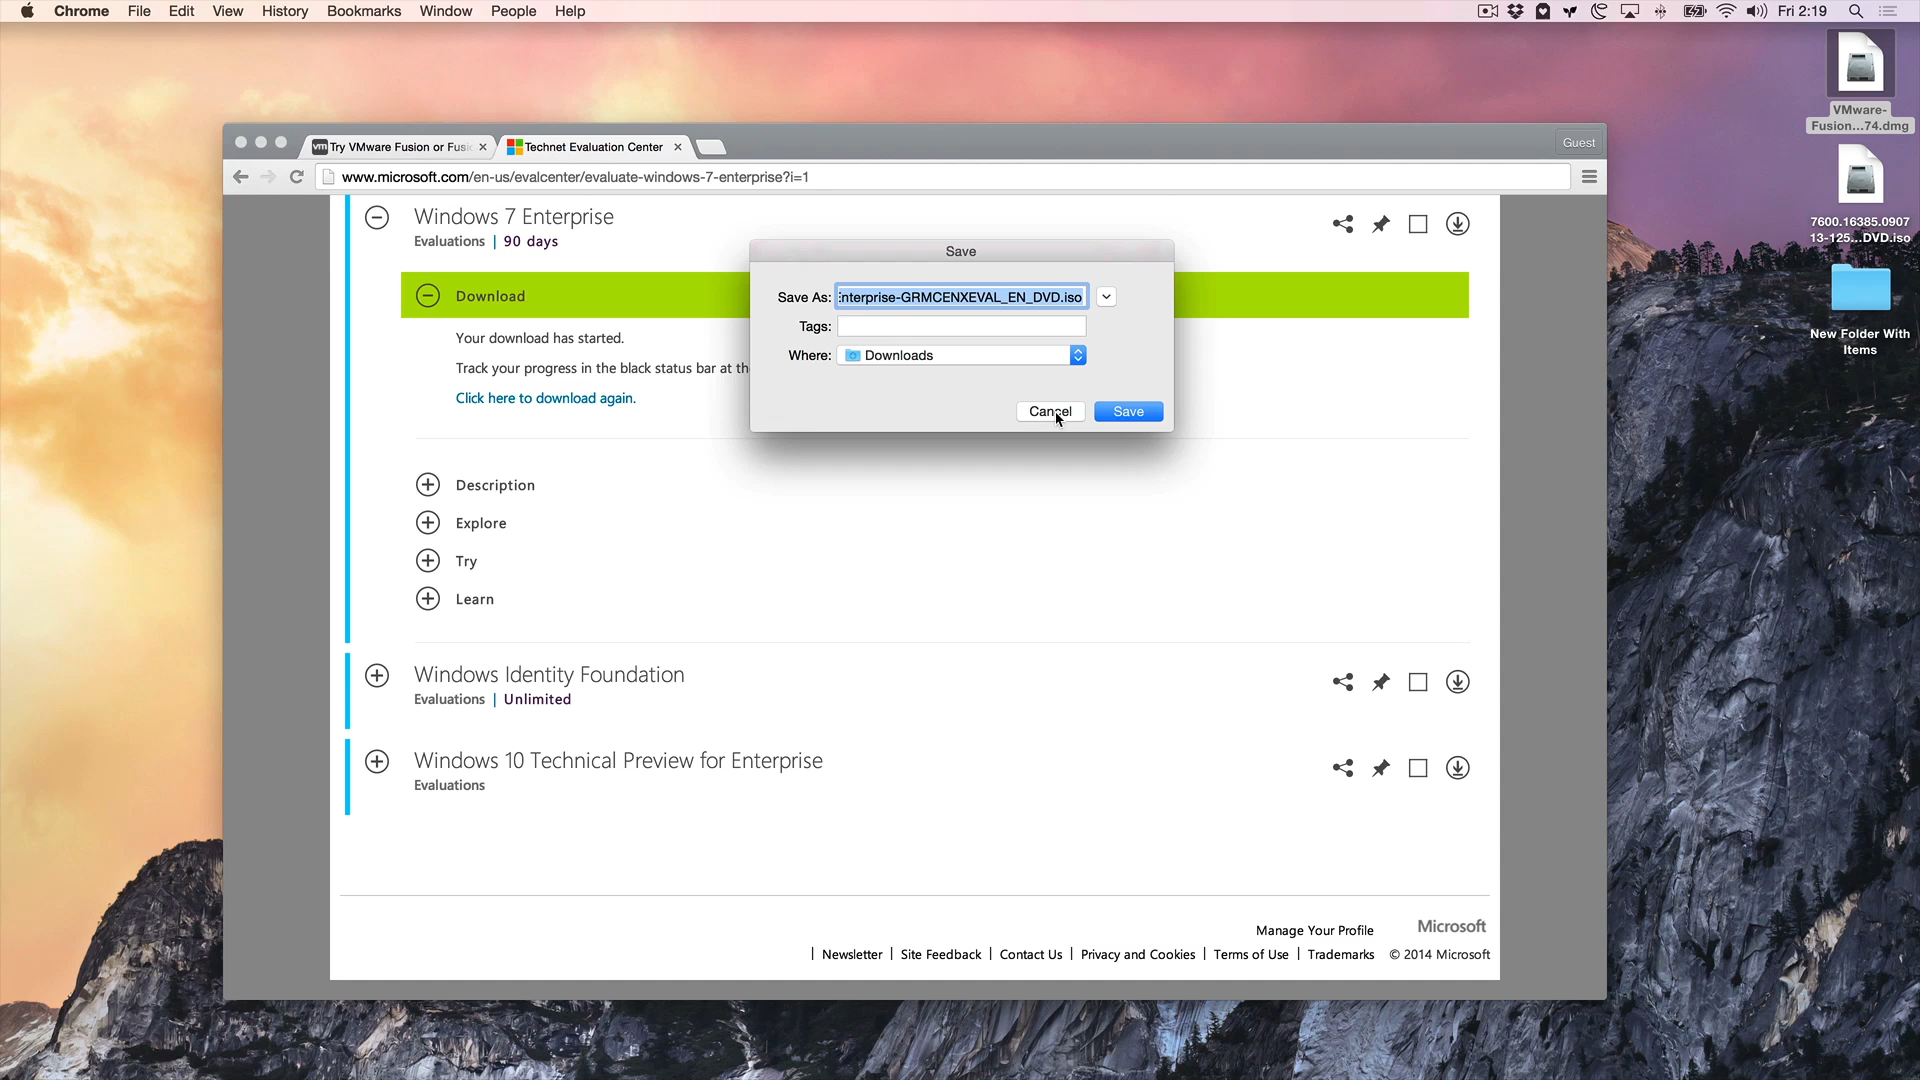 Chrome File Edit View History Bookmarks Window People Help Fri 2:19
VMware-
Fusion...74.dmg
7600.16385.0907
13-125...DVD.iso
New Folder With
Items
vm Try VMware Fusion or Fusi
Technet Evaluation Center
Guest
www.microsoft.com/en-us/evalcenter/evaluate-windows-7-enterprise?i=1
Windows 7 Enterprise
Evaluations | 90 days
Download
Your download has started.
Track your progress in the black status bar at th
Click here to download again.
Save
Save As: Enterprise-GRMCENXEVAL_EN_DVD.iso
Tags:
Where: Downloads
Cancel Save
Description
Explore
Try
Learn
Windows Identity Foundation
Evaluations | Unlimited
Windows 10 Technical Preview for Enterprise
Evaluations
Manage Your Profile Microsoft
| Newsletter | Site Feedback | Contact Us | Privacy and Cookies | Terms of Use | Trademarks © 2014 Microsoft